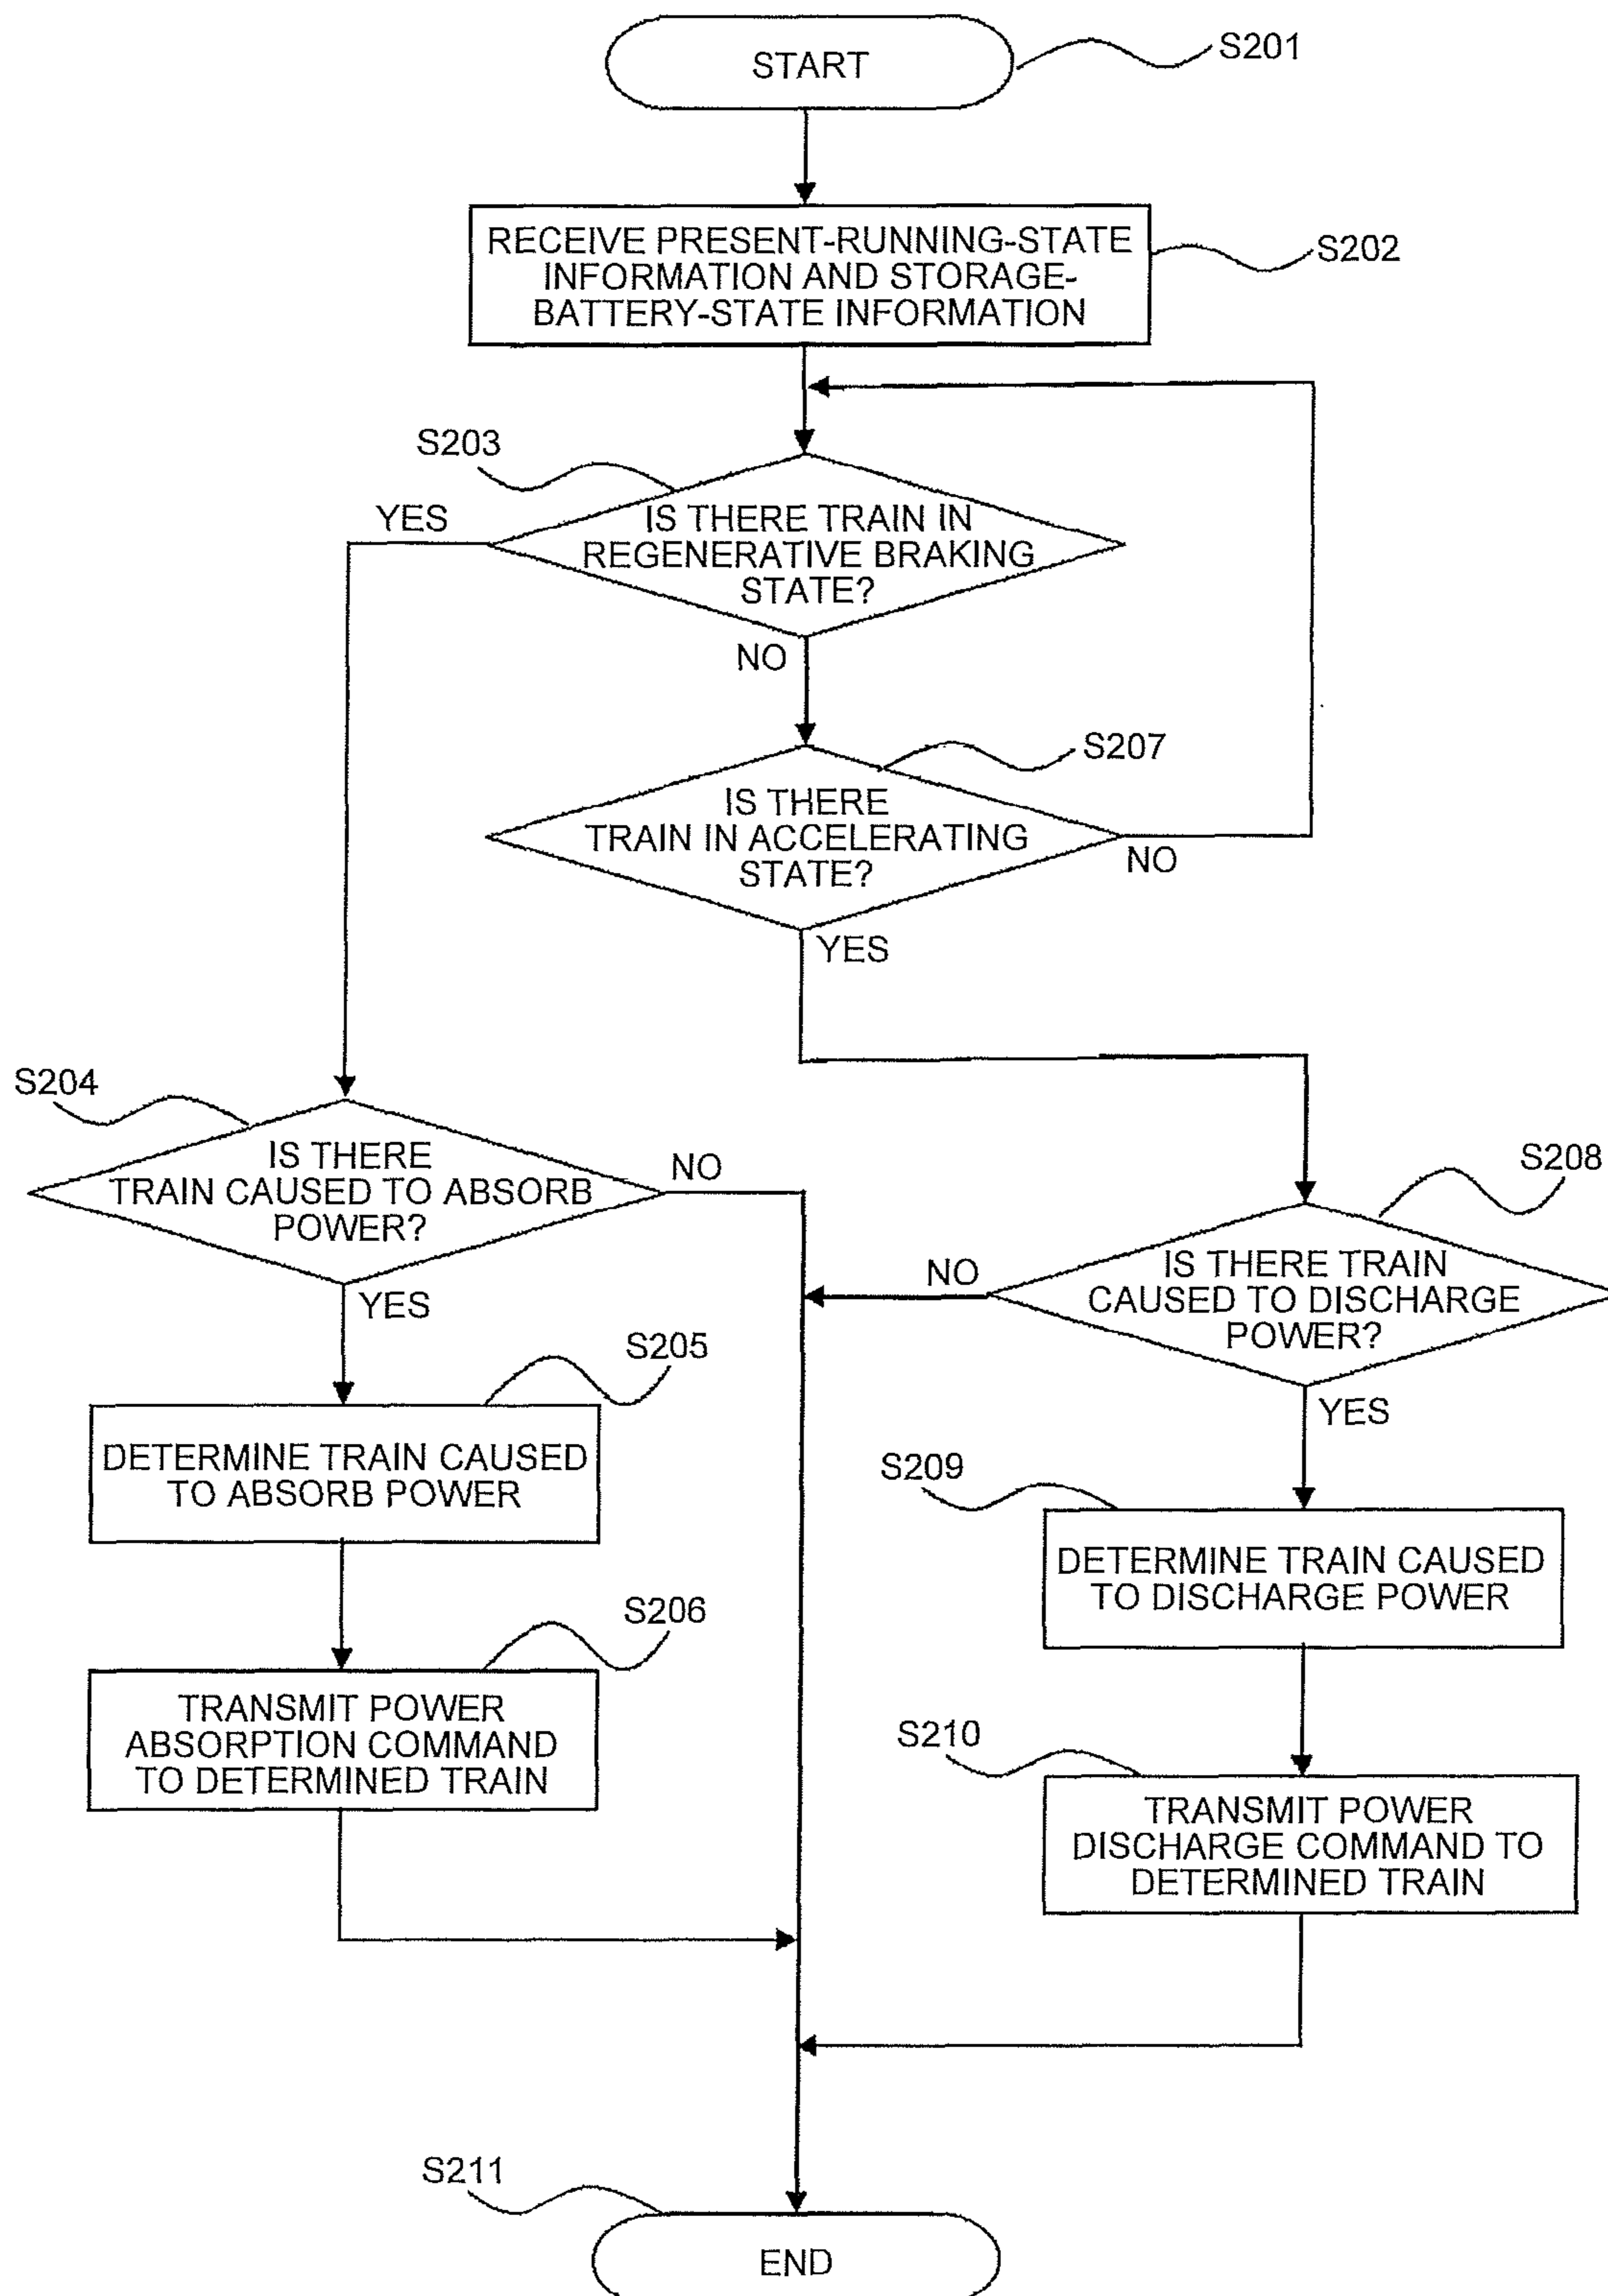 START
S201
RECEIVE PRESENT-RUNNING-STATE
INFORMATION AND STORAGE-
BATTERY-STATE INFORMATION
S202
S203
YES
IS THERE TRAIN IN
REGENERATIVE BRAKING
STATE?
NO
S207
IS THERE
TRAIN IN ACCELERATING
STATE?
NO
YES
S204
IS THERE
TRAIN CAUSED TO ABSORB
POWER?
NO
YES
S208
IS THERE TRAIN
CAUSED TO DISCHARGE
POWER?
NO
YES
S205
DETERMINE TRAIN CAUSED
TO ABSORB POWER
S209
DETERMINE TRAIN CAUSED
TO DISCHARGE POWER
S206
TRANSMIT POWER
ABSORPTION COMMAND
TO DETERMINED TRAIN
S210
TRANSMIT POWER
DISCHARGE COMMAND TO
DETERMINED TRAIN
S211
END